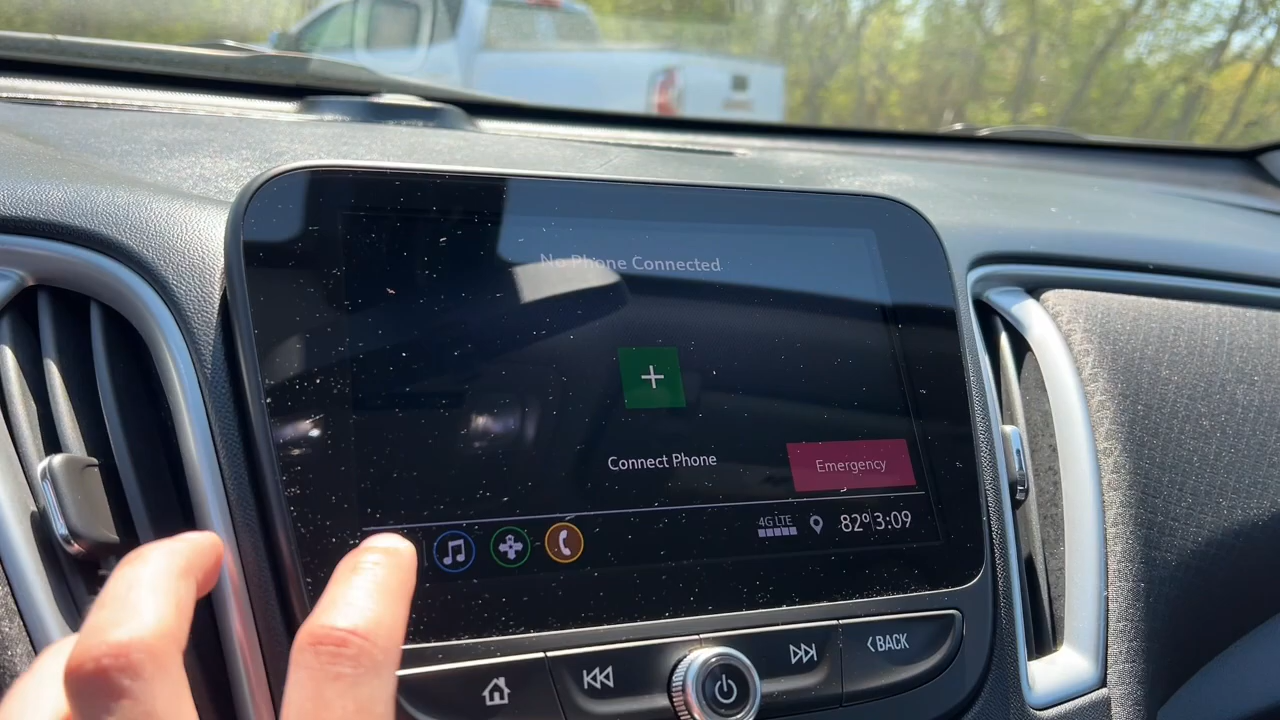 No Phone Connected
+
Connect Phone
Emergency
4G LTE
82° 3:09
<BACK